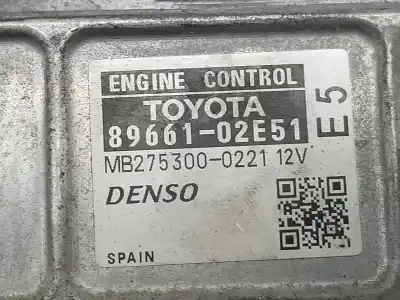 ENGINE CONTROL
TOYOTA
89661-02E51
E5
MB275300-0221 12V
DENSO
SPAIN